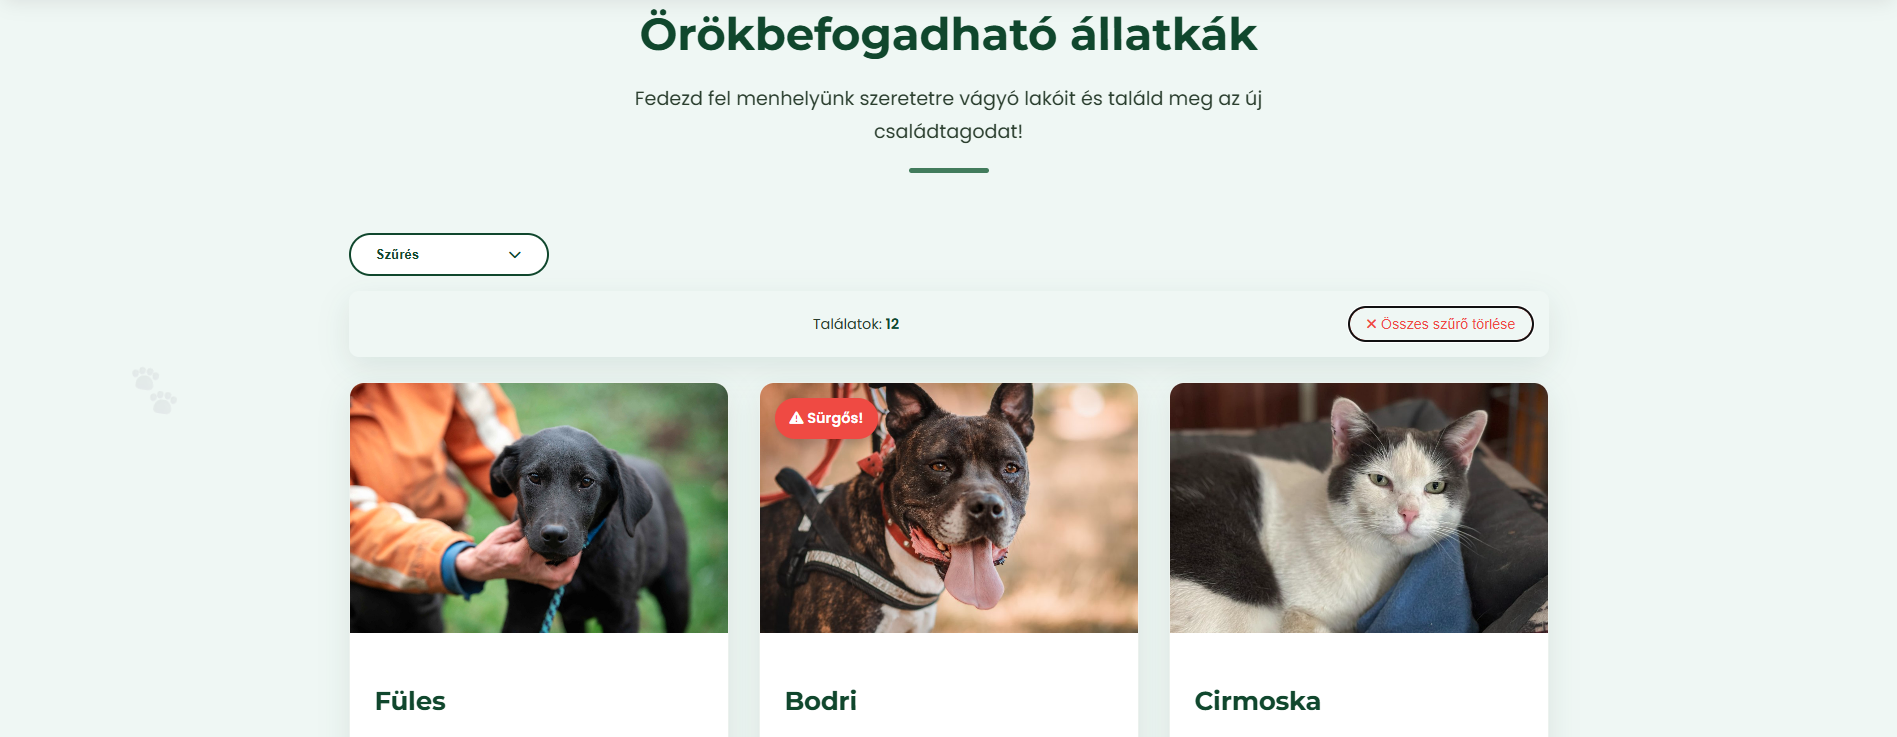 Örökbefogadható állatkák
Fedezd fel menhelyünk szeretetre vágyó lakóit és találd meg az új
családtagodat!
Szűrés
Találatok: 12
Összes szűrő törlése
Sürgős!
Füles
Bodri
Cirmoska